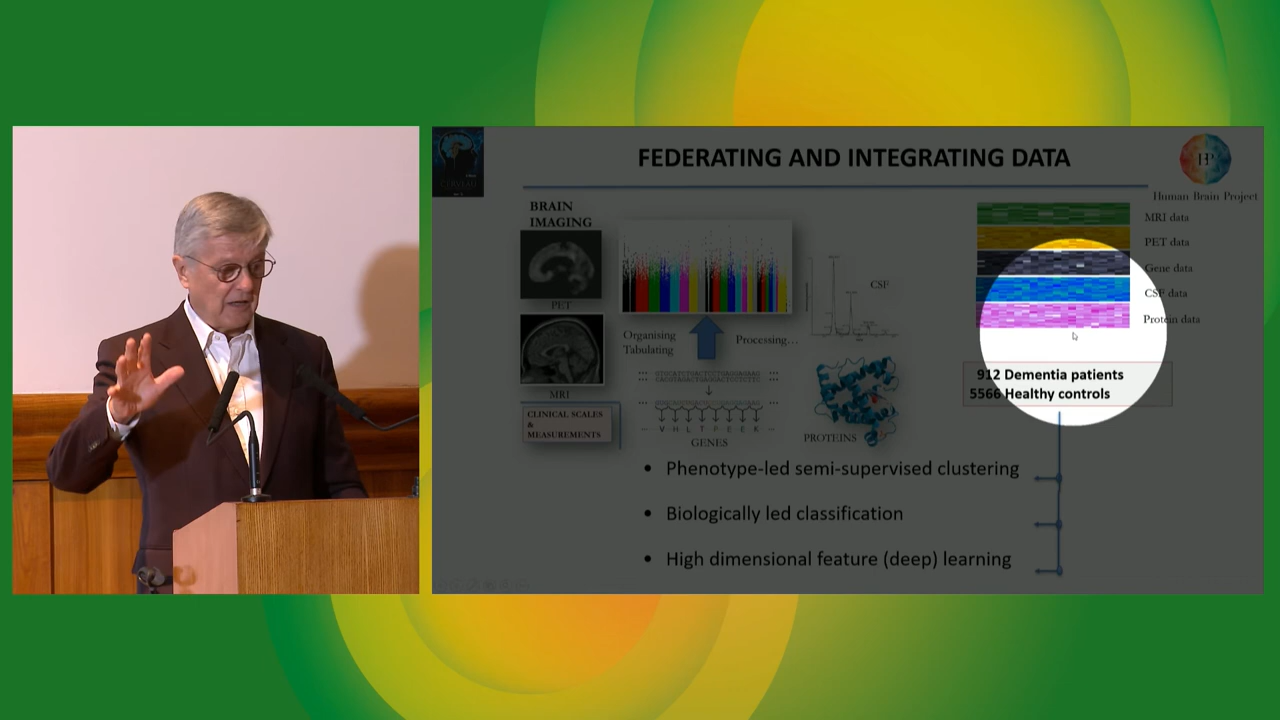 FEDERATING AND INTEGRATING DATA
Human Brain Project
BRAIN
IMAGING
PET
MRI
CLINICAL SCALES
&
MEASUREMENTS
Organising
Tabulating
Processing...
CSF
GENES
V H L T P E E K
PROTEINS
MRI data
PET data
Gene data
CSF data
Protein data
912 Dementia patients
5566 Healthy controls
• Phenotype-led semi-supervised clustering
• Biologically led classification
• High dimensional feature (deep) learning